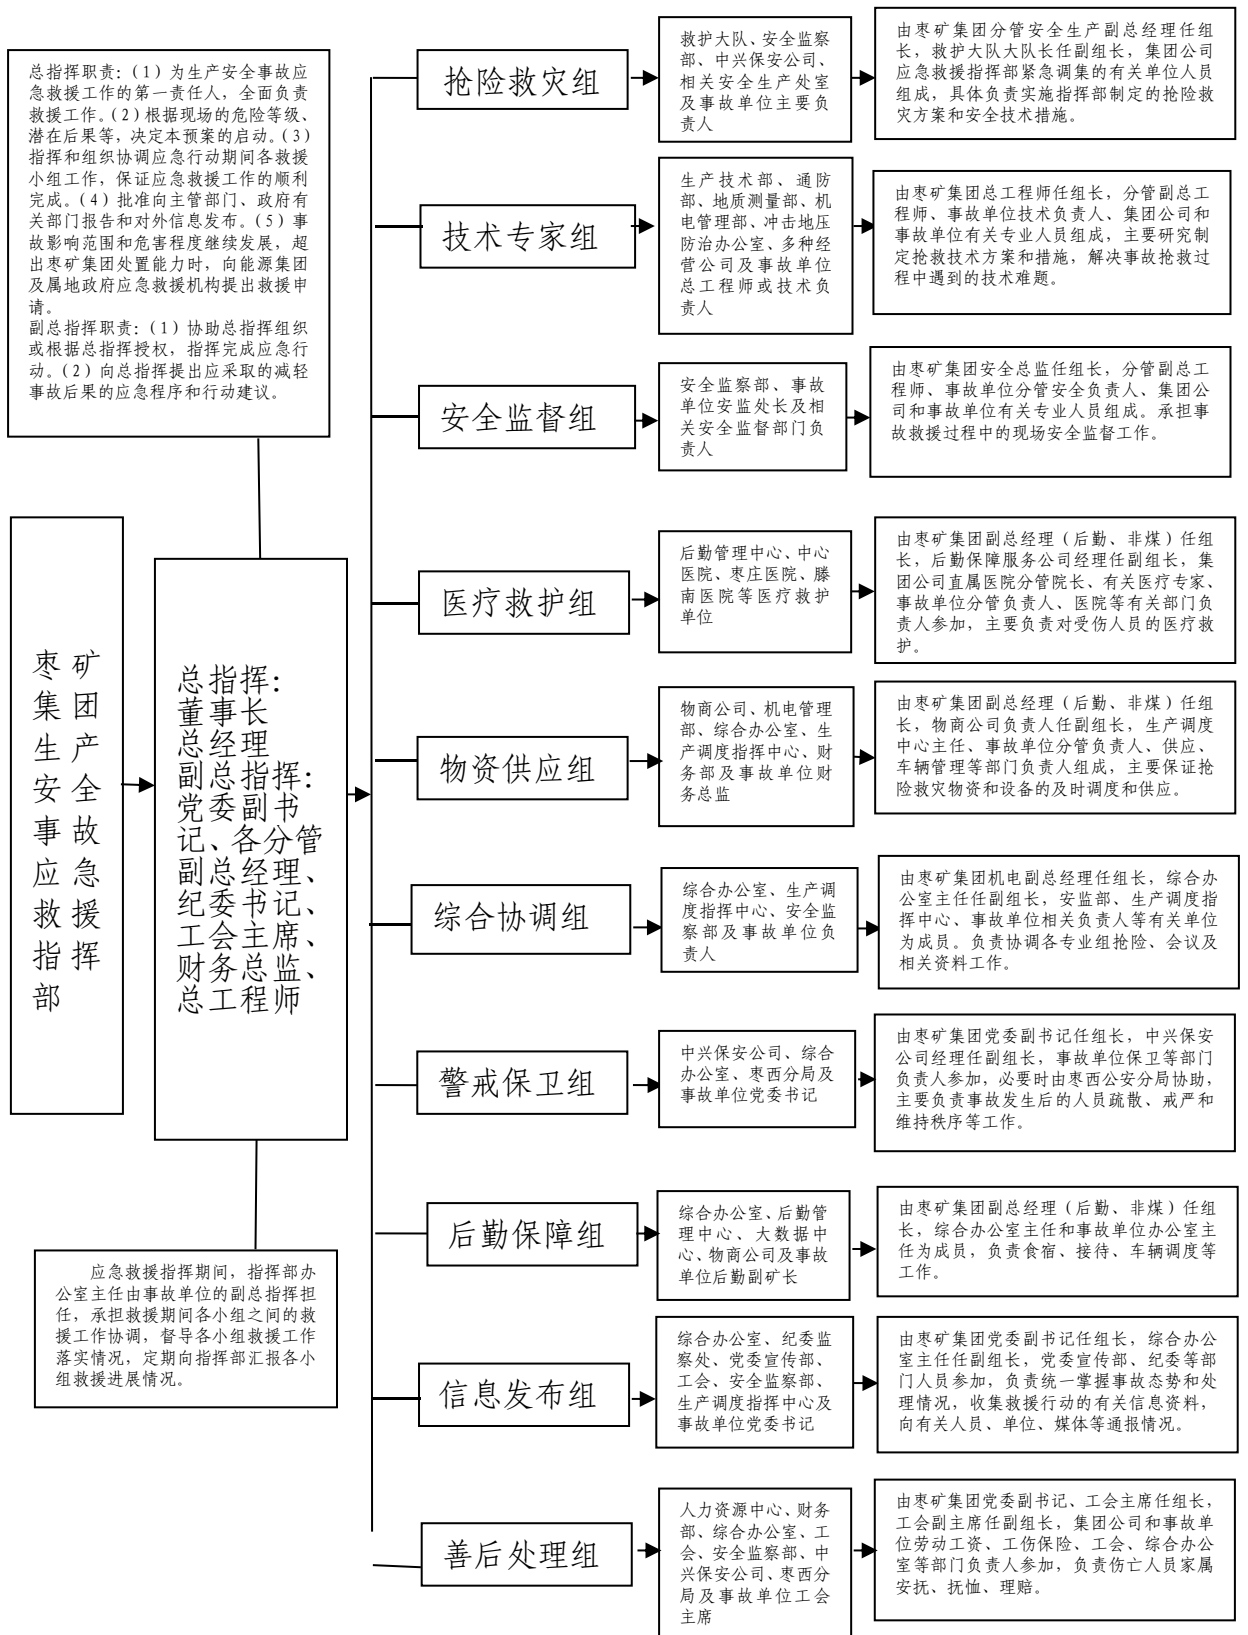 总指挥职责：（1）为生产安全事故应
急救援工作的第一责任人，全面负责
救援工作。（2）根据现场的危险等级、
潜在后果等，决定本预案的启动。（3）
指挥和组织协调应急行动期间各救援
小组工作，保证应急救援工作的顺利
完成。（4）批准向主管部门、政府有
关部门报告和对外信息发布。（5）事
故影响范围和危害程度继续发展，超
出枣矿集团处置能力时，向能源集团
及属地政府应急救援机构提出救援申
请。
副总指挥职责：（1）协助总指挥组织
或根据总指挥授权，指挥完成应急行
动。（2）向总指挥提出应采取的减轻
事故后果的应急程序和行动建议。
枣矿
集团
生产
安全
事故
应急
救援
指挥
部
总指挥：
董事长
总经理
副总指挥：
党委副书
记、各分管
副总经理、
纪委书记、
工会主席、
财务总监、
总工程师
应急救援指挥期间，指挥部办
公室主任由事故单位的副总指挥担
任，承担救援期间各小组之间的救
援工作协调，督导各小组救援工作
落实情况，定期向指挥部汇报各小
组救援进展情况。
抢险救灾组
救护大队、安全监察
部、中兴保安公司、
相关安全生产处室
及事故单位主要负
责人
由枣矿集团分管安全生产副总经理任组
长，救护大队大队长任副组长，集团公司
应急救援指挥部紧急调集的有关单位人员
组成，具体负责实施指挥部制定的抢险救
灾方案和安全技术措施。
技术专家组
生产技术部、通防
部、地质测量部、机
电管理部、冲击地压
防治办公室、多种经
营公司及事故单位
总工程师或技术负
责人
由枣矿集团总工程师任组长，分管副总工
程师、事故单位技术负责人、集团公司和
事故单位有关专业人员组成，主要研究制
定抢救技术方案和措施，解决事故抢救过
程中遇到的技术难题。
安全监督组
安全监察部、事故
单位安监处长及相
关安全监督部门负
责人
由枣矿集团安全总监任组长，分管副总工
程师、事故单位分管安全负责人、集团公
司和事故单位有关专业人员组成。承担事
故救援过程中的现场安全监督工作。
医疗救护组
后勤管理中心、中心
医院、枣庄医院、滕
南医院等医疗救护
单位
由枣矿集团副总经理（后勤、非煤）任组
长，后勤保障服务公司经理任副组长，集
团公司直属医院分管院长、有关医疗专家、
事故单位分管负责人、医院等有关部门负
责人参加，主要负责对受伤人员的医疗救
护。
物资供应组
物商公司、机电管理
部、综合办公室、生
产调度指挥中心、财
务部及事故单位财
务总监
由枣矿集团副总经理（后勤、非煤）任组
长，物商公司负责人任副组长，生产调度
中心主任、事故单位分管负责人、供应、
车辆管理等部门负责人组成，主要保证抢
险救灾物资和设备的及时调度和供应。
综合协调组
综合办公室、生产调
度指挥中心、安全监
察部及事故单位负
责人
由枣矿集团机电副总经理任组长，综合办
公室主任任副组长，安监部、生产调度指
挥中心、事故单位相关负责人等有关单位
为成员。负责协调各专业组抢险、会议及
相关资料工作。
警戒保卫组
中兴保安公司、综合
办公室、枣西分局及
事故单位党委书记
由枣矿集团党委副书记任组长，中兴保安
公司经理任副组长，事故单位保卫等部门
负责人参加，必要时由枣西公安分局协助，
主要负责事故发生后的人员疏散、戒严和
维持秩序等工作。
后勤保障组
综合办公室、后勤管
理中心、大数据中
心、物商公司及事故
单位后勤副矿长
由枣矿集团副总经理（后勤、非煤）任组
长，综合办公室主任和事故单位办公室主
任为成员，负责食宿、接待、车辆调度等
工作。
信息发布组
综合办公室、纪委监
察处、党委宣传部、
工会、安全监察部、
生产调度指挥中心及
事故单位党委书记
由枣矿集团党委副书记任组长，综合办公
室主任任副组长，党委宣传部、纪委等部
门人员参加，负责统一掌握事故态势和处
理情况，收集救援行动的有关信息资料，
向有关人员、单位、媒体等通报情况。
善后处理组
人力资源中心、财务
部、综合办公室、工
会、安全监察部、中
兴保安公司、枣西分
局及事故单位工会
主席
由枣矿集团党委副书记、工会主席任组长，
工会副主席任副组长，集团公司和事故单
位劳动工资、工伤保险、工会、综合办公
室等部门负责人参加，负责伤亡人员家属
安抚、抚恤、理赔。